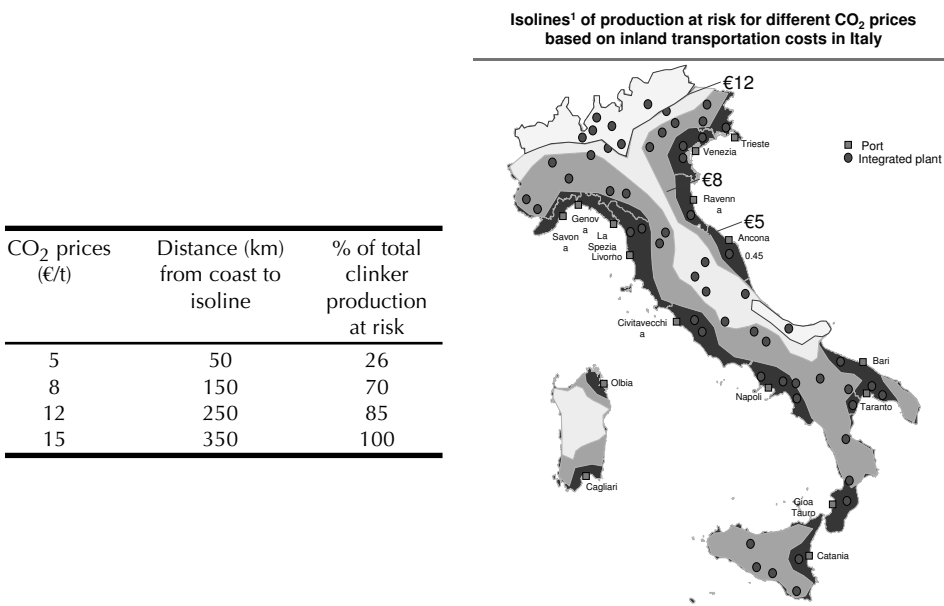 Isolines¹ of production at risk for different CO₂ prices
based on inland transportation costs in Italy
CO₂ prices
(€/t)
Distance (km)
from coast to
isoline
% of total
clinker
production
at risk
5 50 26
8 150 70
12 250 85
15 350 100
€12
Port
Integrated plant
Trieste
Venezia
€8
Ravenn
a
Genov
a
Savon
a
La
Spezia
Livorno
€5
Ancona
0.45
Civitavecchi
a
Bari
Olbia
Napoli
Taranto
Cagliari
Gioa
Tauro
Catania